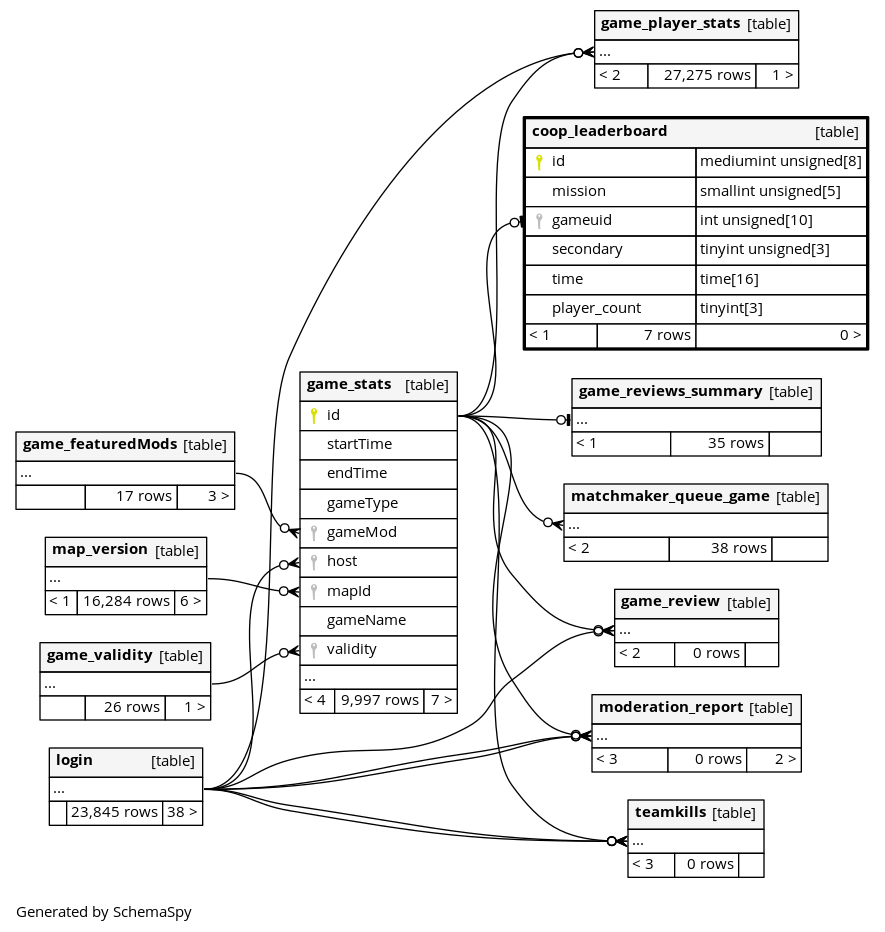 game_player_stats [table]
...
< 2 27,275 rows 1 >
coop_leaderboard [table]
id mediumint unsigned[8]
mission smallint unsigned[5]
gameuid int unsigned[10]
secondary tinyint unsigned[3]
time time[16]
player_count tinyint[3]
< 1 7 rows 0 >
game_stats [table]
id
startTime
endTime
gameType
gameMod
host
mapId
gameName
validity
...
< 4 9,997 rows 7 >
game_reviews_summary [table]
...
< 1 35 rows
game_featuredMods [table]
...
17 rows 3 >
matchmaker_queue_game [table]
...
< 2 38 rows
map_version [table]
...
< 1 16,284 rows 6 >
game_review [table]
...
< 2 0 rows
game_validity [table]
...
26 rows 1 >
moderation_report [table]
...
< 3 0 rows 2 >
login [table]
...
23,845 rows 38 >
teamkills [table]
...
< 3 0 rows
Generated by SchemaSpy